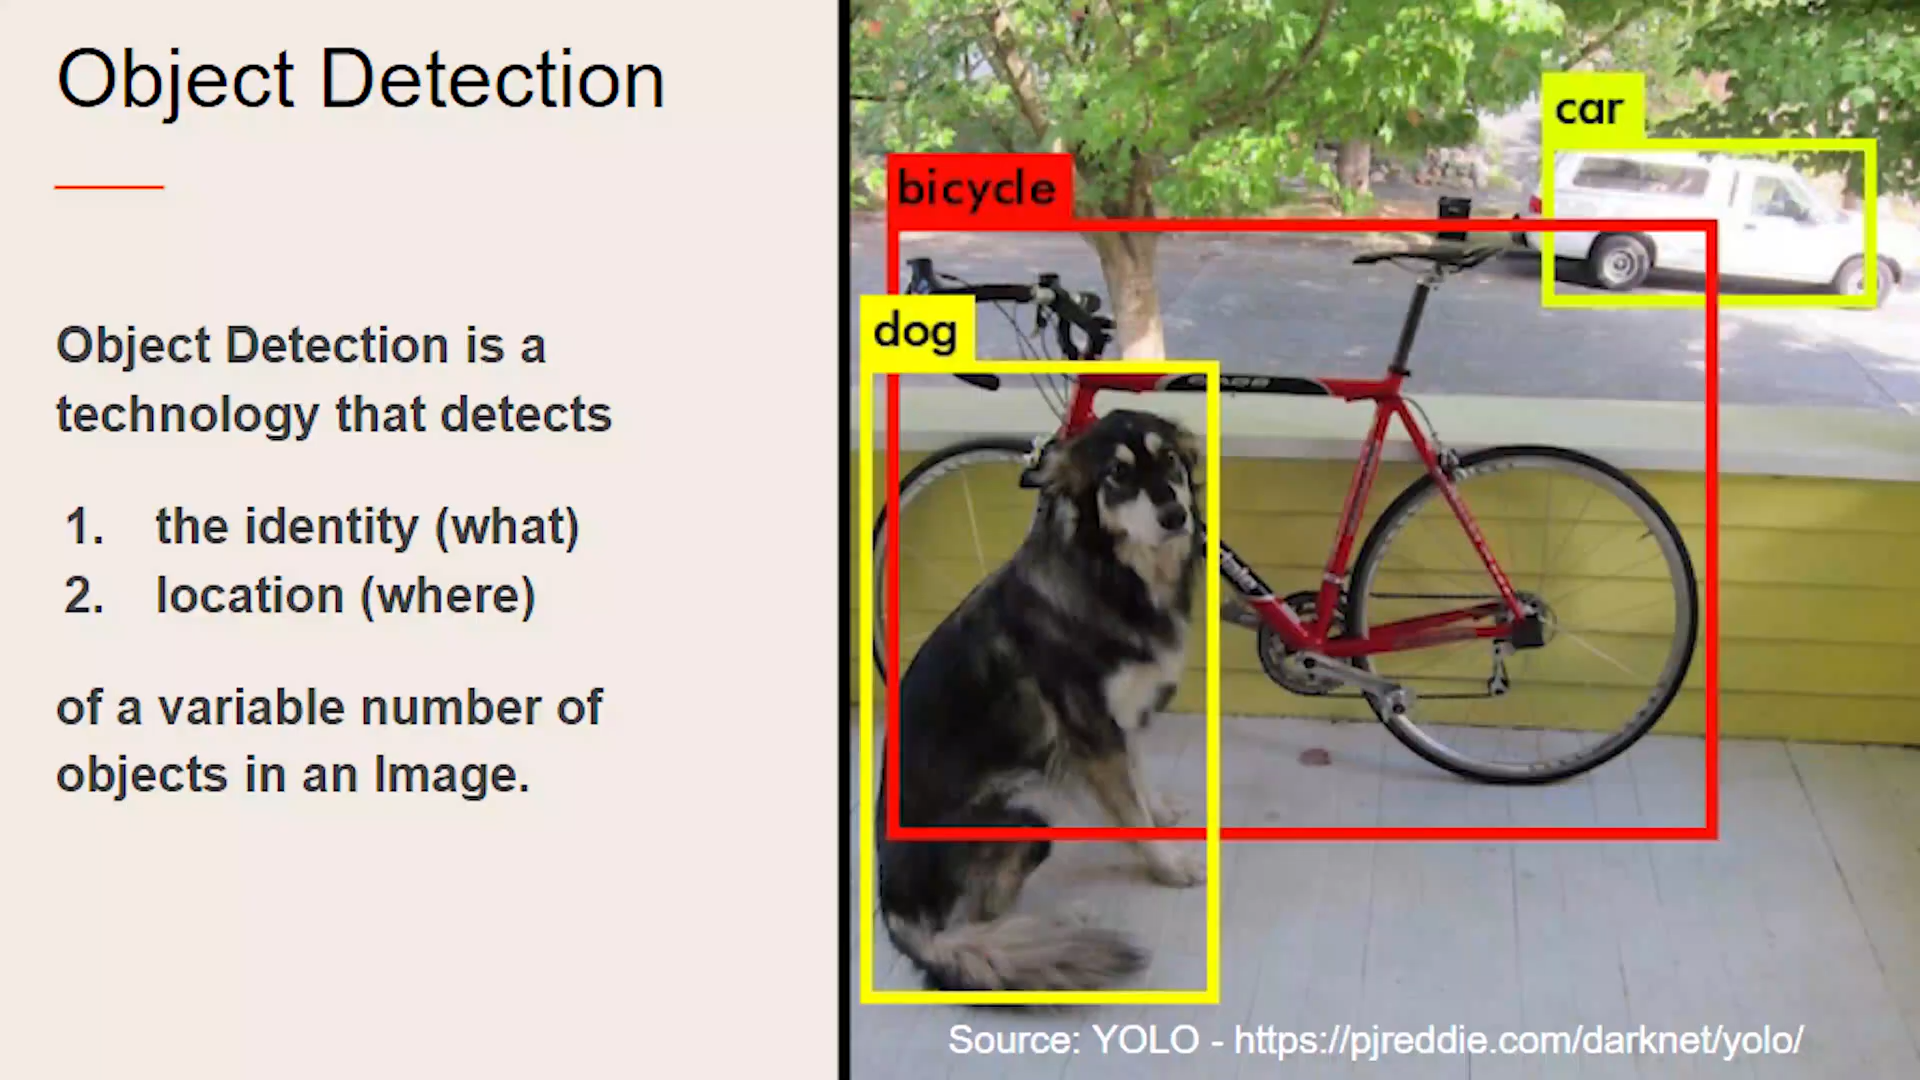 Object Detection
Object Detection is a
technology that detects
1. the identity (what)
2. location (where)
of a variable number of
objects in an Image.
car
bicycle
dog
Source: YOLO - https://pjreddie.com/darknet/yolo/